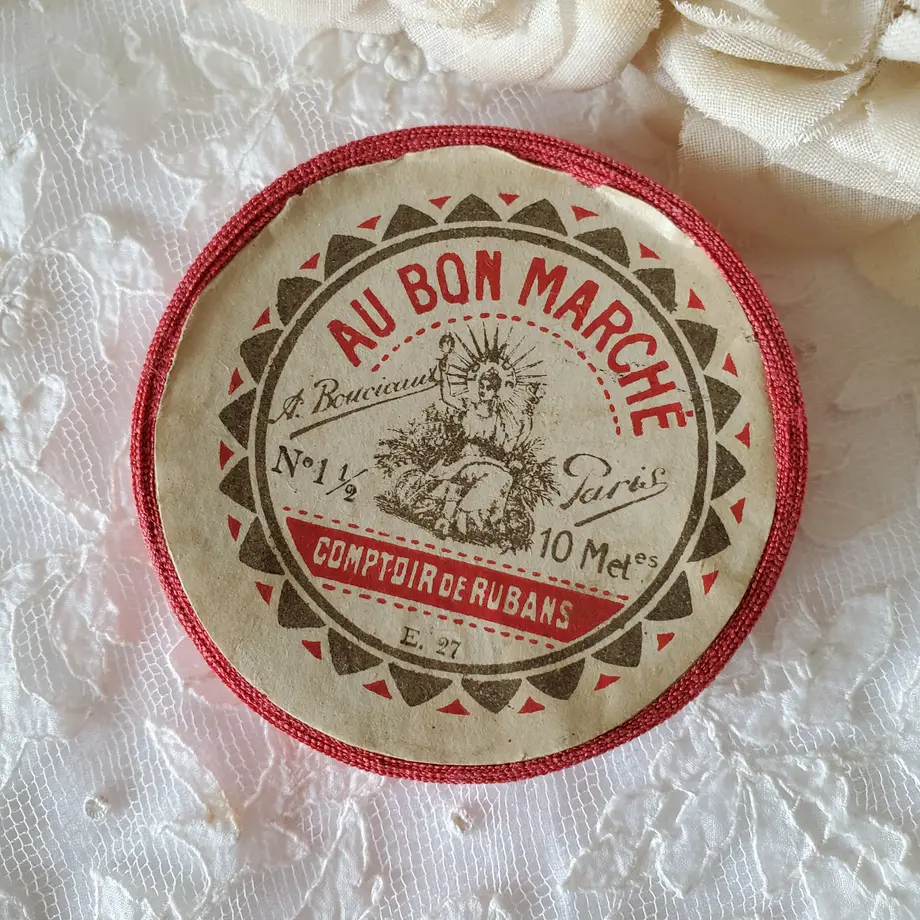 AU BON MARCHÉ
A. Boucicaut
Nº 1 1/2
Paris
10 Metes
COMPTOIR DE RUBANS
E. 27